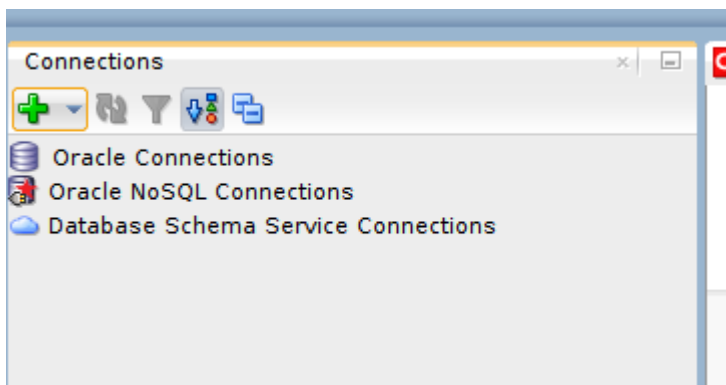 Connections
Oracle Connections
Oracle NoSQL Connections
Database Schema Service Connections